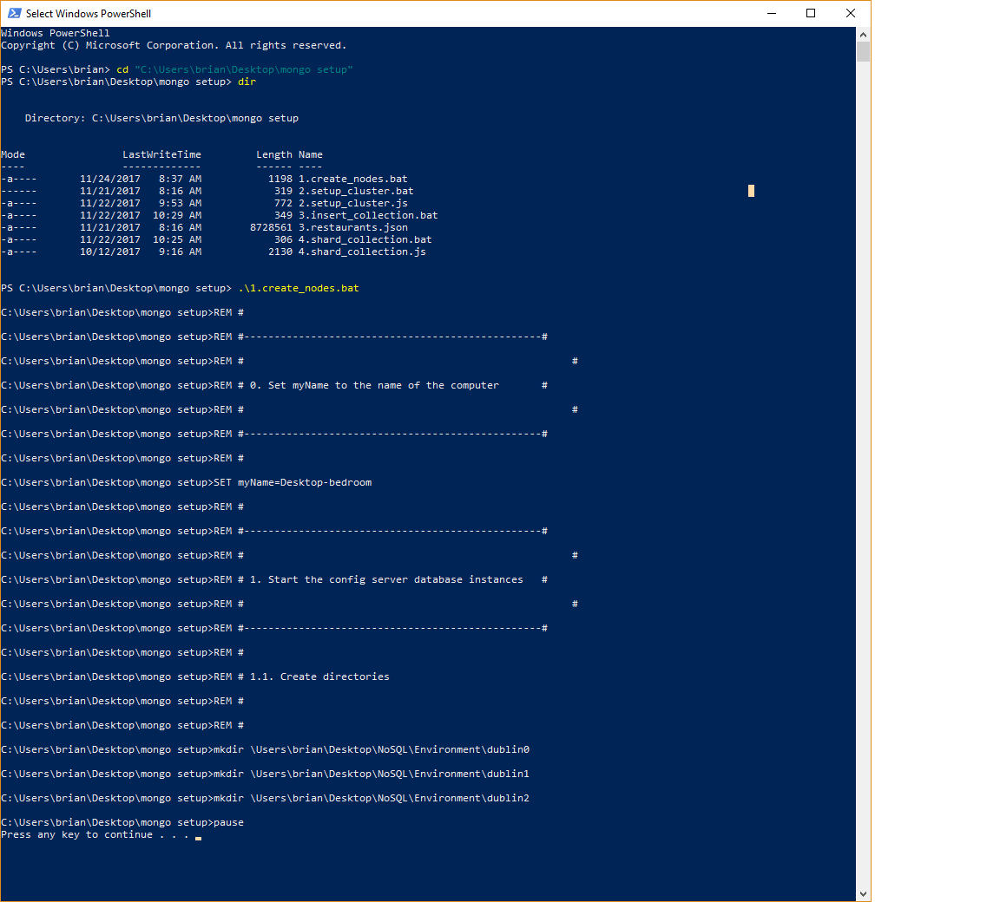 Select Windows PowerShell
Windows PowerShell
Copyright (C) Microsoft Corporation. All rights reserved.
PS C:\Users\brian> cd "C:\Users\brian\Desktop\mongo setup"
PS C:\Users\brian\Desktop\mongo setup> dir
Directory: C:\Users\brian\Desktop\mongo setup
Mode LastWriteTime Length Name
---- ------------- ------ ----
-a---- 11/24/2017 8:37 AM 1198 1.create_nodes.bat
------ 11/21/2017 8:16 AM 319 2.setup_cluster.bat
-a---- 11/22/2017 9:53 AM 772 2.setup_cluster.js
-a---- 11/22/2017 10:29 AM 349 3.insert_collection.bat
-a---- 11/21/2017 8:16 AM 8728561 3.restaurants.json
-a---- 11/22/2017 10:25 AM 306 4.shard_collection.bat
-a---- 10/12/2017 9:16 AM 2130 4.shard_collection.js
PS C:\Users\brian\Desktop\mongo setup> .\1.create_nodes.bat
C:\Users\brian\Desktop\mongo setup>REM #
C:\Users\brian\Desktop\mongo setup>REM #-------------------------------------------------#
C:\Users\brian\Desktop\mongo setup>REM # #
C:\Users\brian\Desktop\mongo setup>REM # 0. Set myName to the name of the computer #
C:\Users\brian\Desktop\mongo setup>REM # #
C:\Users\brian\Desktop\mongo setup>REM #-------------------------------------------------#
C:\Users\brian\Desktop\mongo setup>REM #
C:\Users\brian\Desktop\mongo setup>SET myName=Desktop-bedroom
C:\Users\brian\Desktop\mongo setup>REM #
C:\Users\brian\Desktop\mongo setup>REM #-------------------------------------------------#
C:\Users\brian\Desktop\mongo setup>REM # #
C:\Users\brian\Desktop\mongo setup>REM # 1. Start the config server database instances #
C:\Users\brian\Desktop\mongo setup>REM # #
C:\Users\brian\Desktop\mongo setup>REM #-------------------------------------------------#
C:\Users\brian\Desktop\mongo setup>REM #
C:\Users\brian\Desktop\mongo setup>REM # 1.1. Create directories
C:\Users\brian\Desktop\mongo setup>REM #
C:\Users\brian\Desktop\mongo setup>REM #
C:\Users\brian\Desktop\mongo setup>mkdir \Users\brian\Desktop\NoSQL\Environment\dublin0
C:\Users\brian\Desktop\mongo setup>mkdir \Users\brian\Desktop\NoSQL\Environment\dublin1
C:\Users\brian\Desktop\mongo setup>mkdir \Users\brian\Desktop\NoSQL\Environment\dublin2
C:\Users\brian\Desktop\mongo setup>pause
Press any key to continue . . .